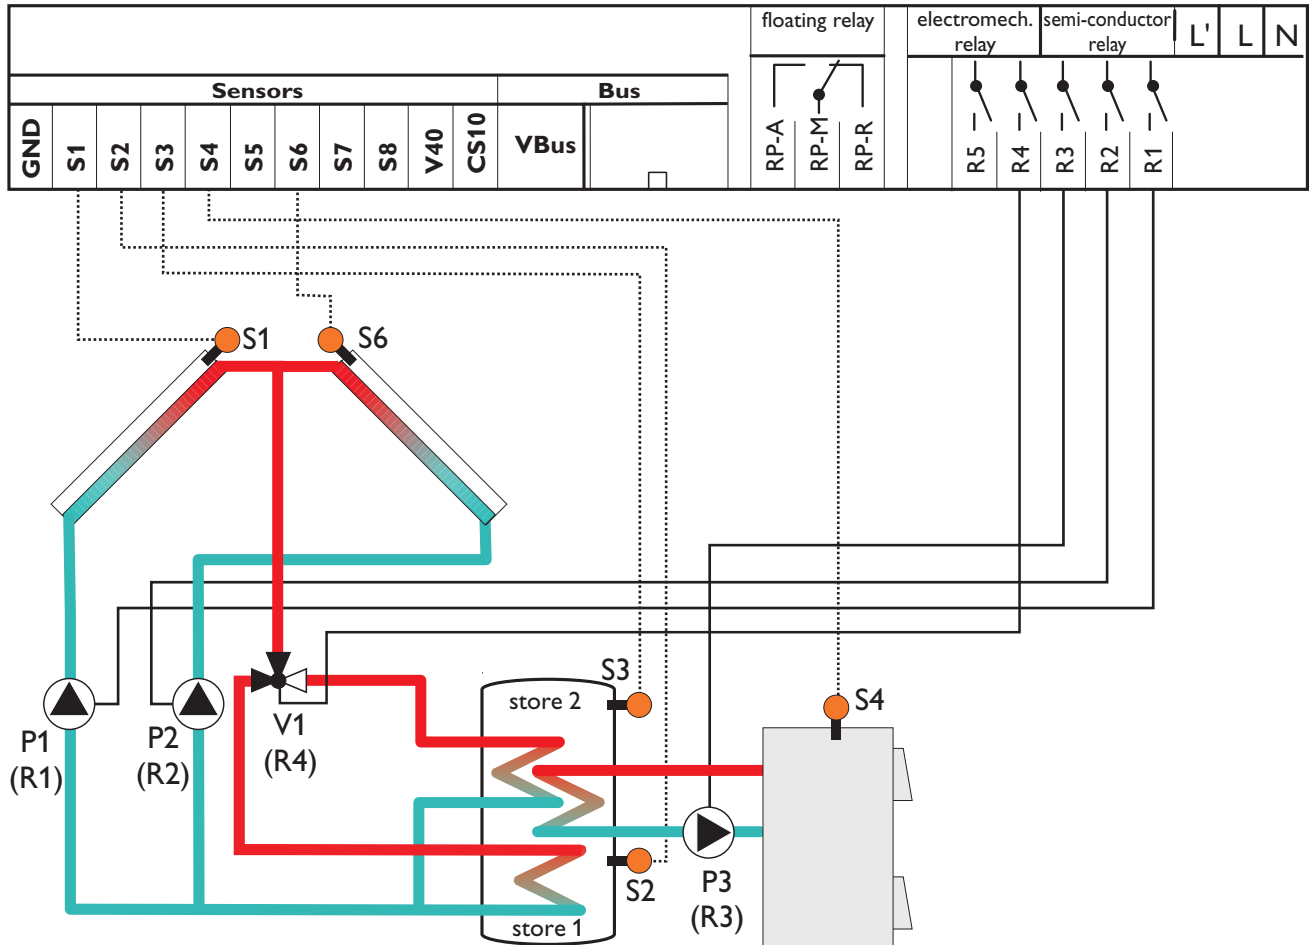 floating relay
electromech.
relay
semi-conductor
relay
L'
L
N
Sensors
Bus
GND
S1
S2
S3
S4
S5
S6
S7
S8
V40
CS10
VBus
RP-A
RP-M
RP-R
R5
R4
R3
R2
R1
S1
S6
S3
store 2
S4
P1
(R1)
P2
(R2)
V1
(R4)
S2
P3
(R3)
store 1